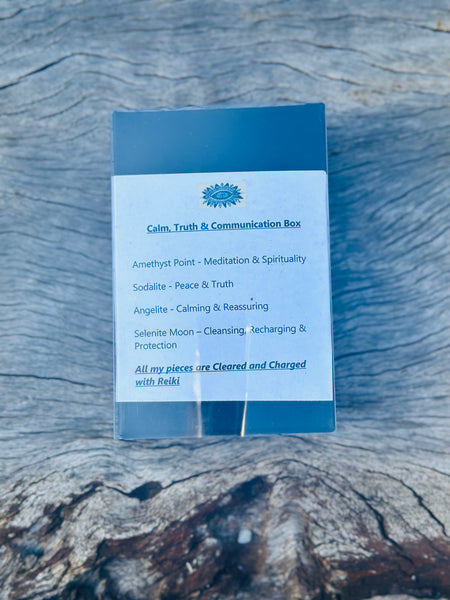 Calm, Truth & Communication Box
Amethyst Point - Meditation & Spirituality
Sodalite - Peace & Truth
Angelite - Calming & Reassuring
Selenite Moon – Cleansing, Recharging &
Protection
All my pieces are Cleared and Charged
with Reiki